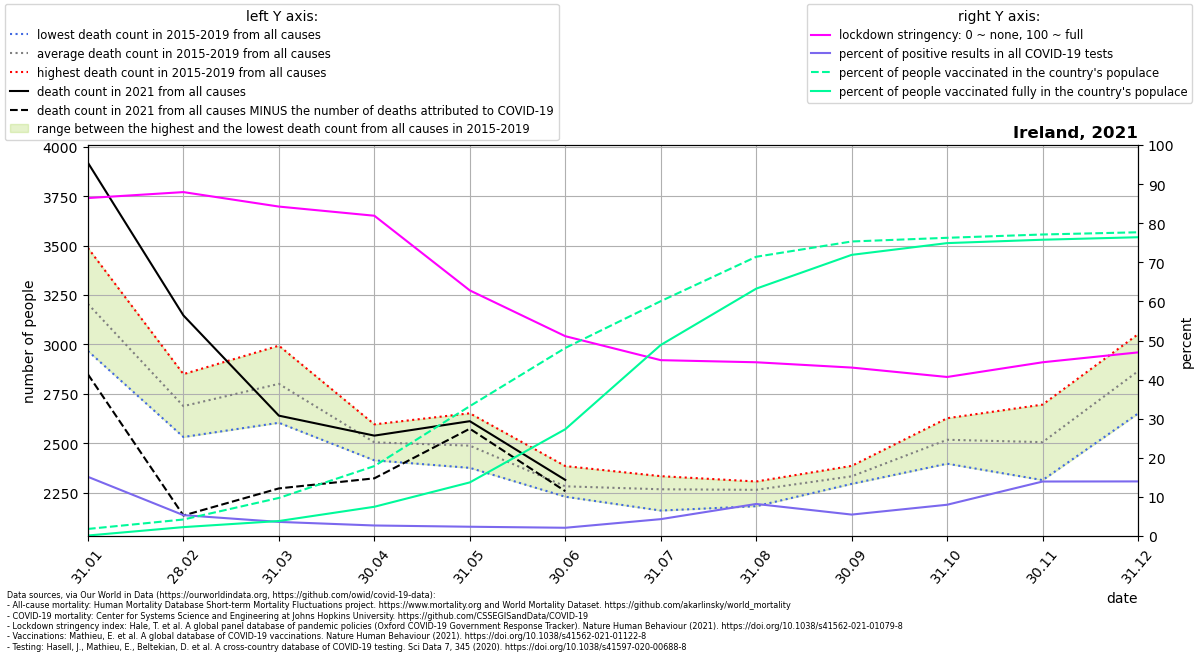 left Y axis:
lowest death count in 2015-2019 from all causes
average death count in 2015-2019 from all causes
highest death count in 2015-2019 from all causes
death count in 2021 from all causes
death count in 2021 from all causes MINUS the number of deaths attributed to COVID-19
range between the highest and the lowest death count from all causes in 2015-2019
right Y axis:
lockdown stringency: 0 ~ none, 100 ~ full
percent of positive results in all COVID-19 tests
percent of people vaccinated in the country's populace
percent of people vaccinated fully in the country's populace
Ireland, 2021
4000
3750
3500
3250
3000
2750
2500
2250
number of people
100
90
80
70
60
50
40
30
20
10
0
percent
31.01
28.02
31.03
30.04
31.05
30.06
31.07
31.08
30.09
31.10
30.11
31.12
date
Data sources, via Our World in Data (https://ourworldindata.org, https://github.com/owid/covid-19-data):
- All-cause mortality: Human Mortality Database Short-term Mortality Fluctuations project. https://www.mortality.org and World Mortality Dataset. https://github.com/akarlinsky/world_mortality
- COVID-19 mortality: Center for Systems Science and Engineering at Johns Hopkins University. https://github.com/CSSEGISandData/COVID-19
- Lockdown stringency index: Hale, T. et al. A global panel database of pandemic policies (Oxford COVID-19 Government Response Tracker). Nature Human Behaviour (2021). https://doi.org/10.1038/s41562-021-01079-8
- Vaccinations: Mathieu, E. et al. A global database of COVID-19 vaccinations. Nature Human Behaviour (2021). https://doi.org/10.1038/s41562-021-01122-8
- Testing: Hasell, J., Mathieu, E., Beltekian, D. et al. A cross-country database of COVID-19 testing. Sci Data 7, 345 (2020). https://doi.org/10.1038/s41597-020-00688-8